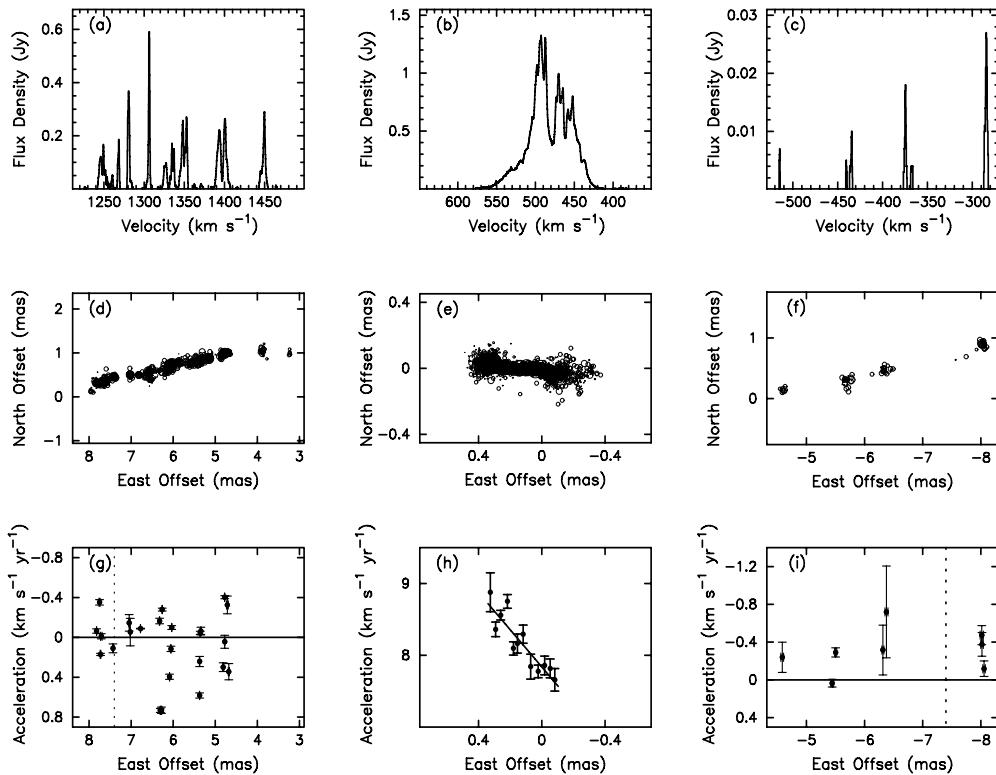 (a)
0.6
0.4
0.2
Flux Density (Jy)
1250 1300 1350 1400 1450
Velocity (km s⁻¹)
(b)
1.5
1
0.5
Flux Density (Jy)
600 550 500 450 400
Velocity (km s⁻¹)
(c)
0.03
0.02
0.01
Flux Density (Jy)
−500 −450 −400 −350 −300
Velocity (km s⁻¹)
(d)
2
1
0
−1
North Offset (mas)
8 7 6 5 4 3
East Offset (mas)
(e)
0.4
0
−0.4
North Offset (mas)
0.4 0 −0.4
East Offset (mas)
(f)
1
0
North Offset (mas)
−5 −6 −7 −8
East Offset (mas)
(g)
−0.8
−0.4
0
0.4
0.8
Acceleration (km s⁻¹ yr⁻¹)
8 7 6 5 4 3
East Offset (mas)
(h)
9
8
Acceleration (km s⁻¹ yr⁻¹)
0.4 0 −0.4
East Offset (mas)
(i)
−1.2
−0.8
−0.4
0
0.4
Acceleration (km s⁻¹ yr⁻¹)
−5 −6 −7 −8
East Offset (mas)